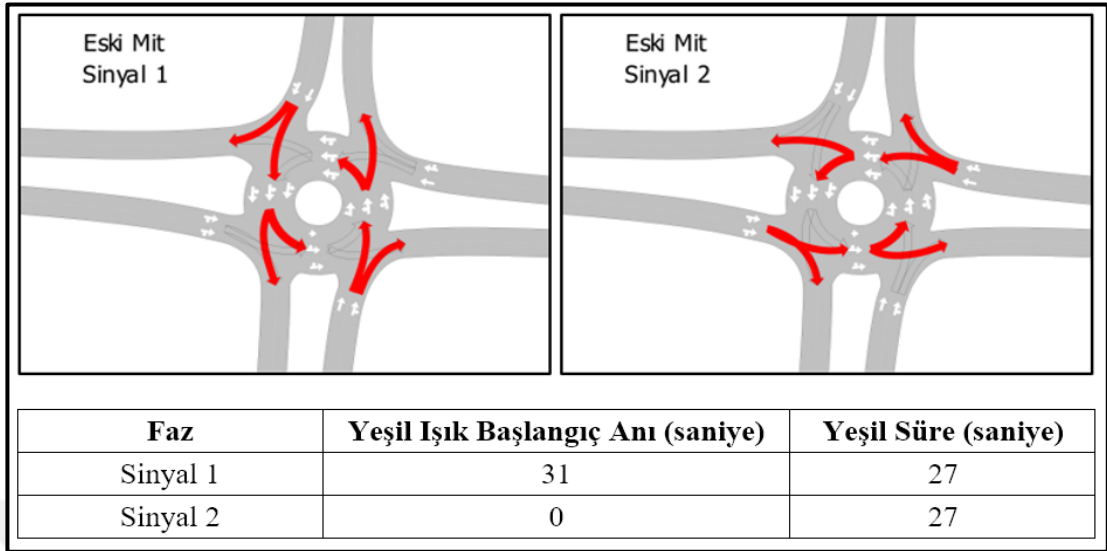 Eski Mit
Sinyal 1
Eski Mit
Sinyal 2
Faz Yeşil Işık Başlangıç Anı (saniye) Yeşil Süre (saniye)
Sinyal 1 31 27
Sinyal 2 0 27